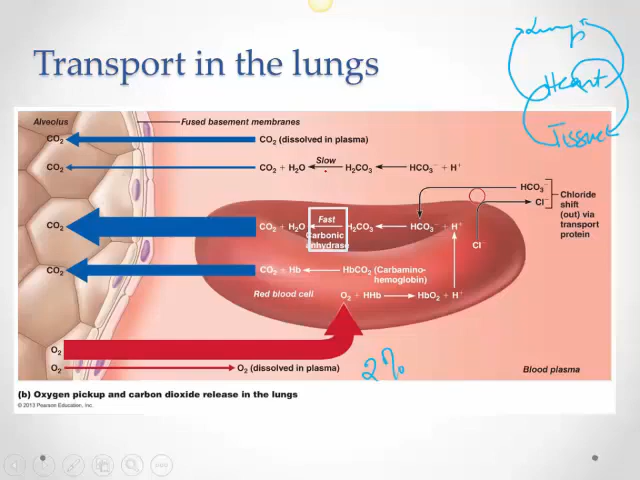 Transport in the lungs
Lungs
Heart
Tissues
Alveolus
Fused basement membranes
CO2
CO2 (dissolved in plasma)
CO2
CO2 + H2O
Slow
H2CO3
HCO3− + H+
HCO3−
Cl−
Chloride
shift
(out) via
transport
protein
CO2
CO2 + H2O
Fast
Carbonic
anhydrase
H2CO3
HCO3− + H+
Cl−
CO2
CO2 + Hb
HbCO2 (Carbamino-
hemoglobin)
Red blood cell
O2 + HHb
HbO2 + H+
O2
O2
O2 (dissolved in plasma)
2%
Blood plasma
(b) Oxygen pickup and carbon dioxide release in the lungs
© 2013 Pearson Education, Inc.